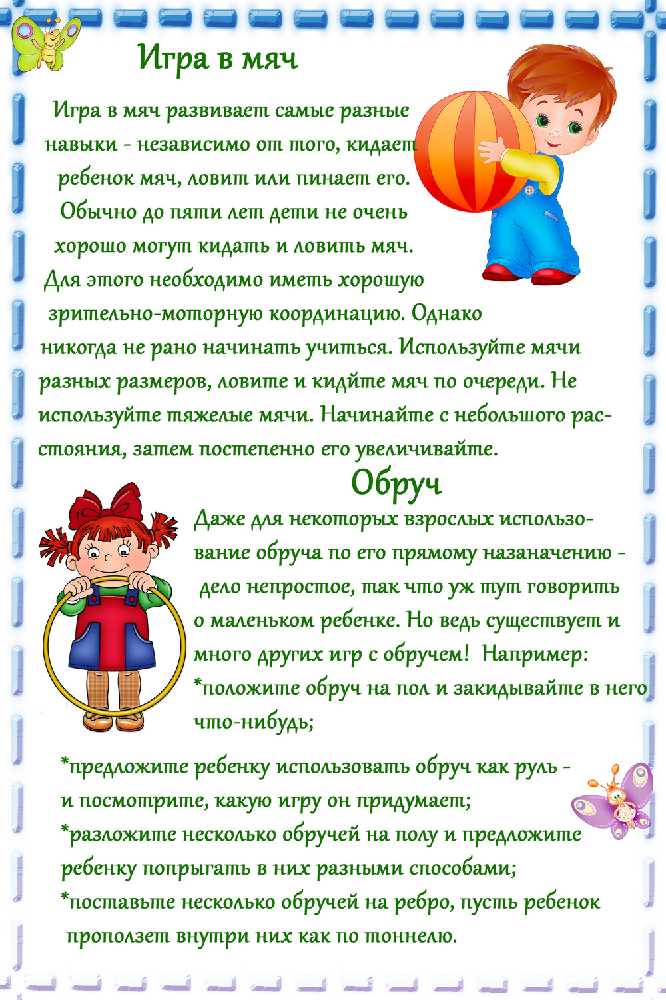 Игра в мяч
Игра в мяч развивает самые разные
навыки - независимо от того, кидает
ребенок мяч, ловит или пинает его.
Обычно до пяти лет дети не очень
хорошо могут кидать и ловить мяч.
Для этого необходимо иметь хорошую
зрительно-моторную координацию. Однако
никогда не рано начинать учиться. Используйте мячи
разных размеров, ловите и кидйте мяч по очереди. Не
используйте тяжелые мячи. Начинайте с небольшого рас-
стояния, затем постепенно его увеличивайте.
Обруч
Даже для некоторых взрослых использо-
вание обруча по его прямому назаначению -
дело непростое, так что уж тут говорить
о маленьком ребенке. Но ведь существует и
много других игр с обручем! Например:
*положите обруч на пол и закидывайте в него
что-нибудь;
*предложите ребенку использовать обруч как руль -
и посмотрите, какую игру он придумает;
*разложите несколько обручей на полу и предложите
ребенку попрыгать в них разными способами;
*поставьте несколько обручей на ребро, пусть ребенок
проползет внутри них как по тоннелю.